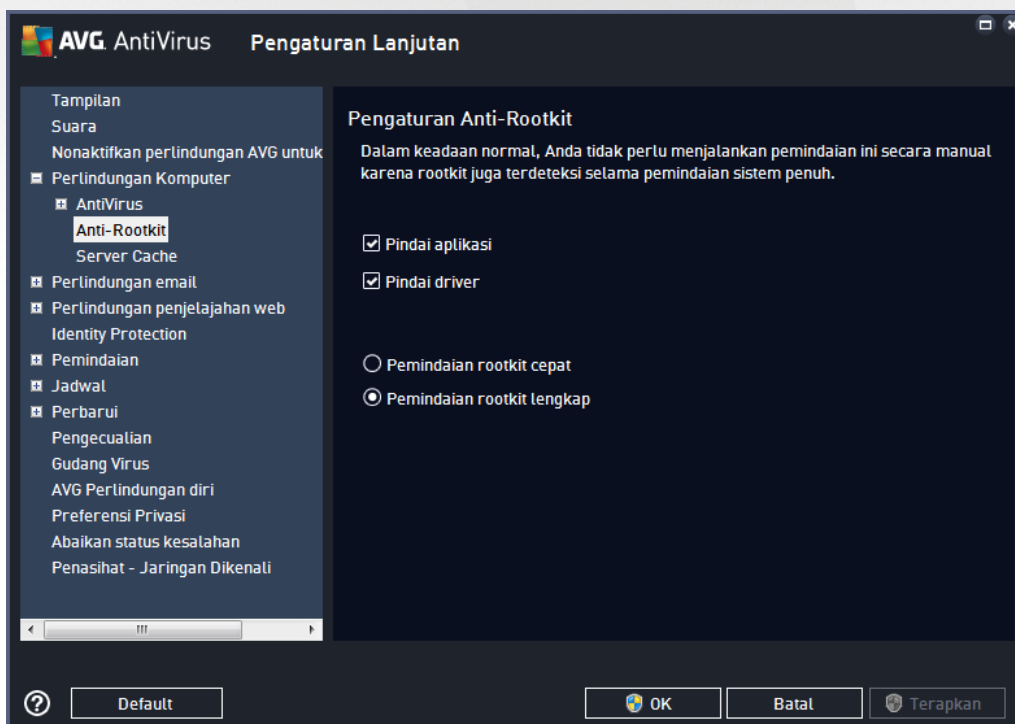 AVG. AntiVirus Pengaturan Lanjutan
Tampilan
Suara
Nonaktifkan perlindungan AVG untuk
Perlindungan Komputer
AntiVirus
Anti-Rootkit
Server Cache
Perlindungan email
Perlindungan penjelajahan web
Identity Protection
Pemindaian
Jadwal
Perbarui
Pengecualian
Gudang Virus
AVG Perlindungan diri
Preferensi Privasi
Abaikan status kesalahan
Penasihat - Jaringan Dikenali
Pengaturan Anti-Rootkit
Dalam keadaan normal, Anda tidak perlu menjalankan pemindaian ini secara manual
karena rootkit juga terdeteksi selama pemindaian sistem penuh.
Pindai aplikasi
Pindai driver
Pemindaian rootkit cepat
Pemindaian rootkit lengkap
? Default OK Batal Terapkan